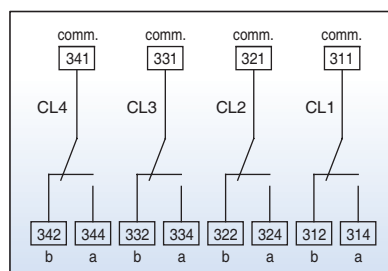 comm. comm. comm. comm.
341 331 321 311
CL4 CL3 CL2 CL1
342 344 332 334 322 324 312 314
b a b a b a b a